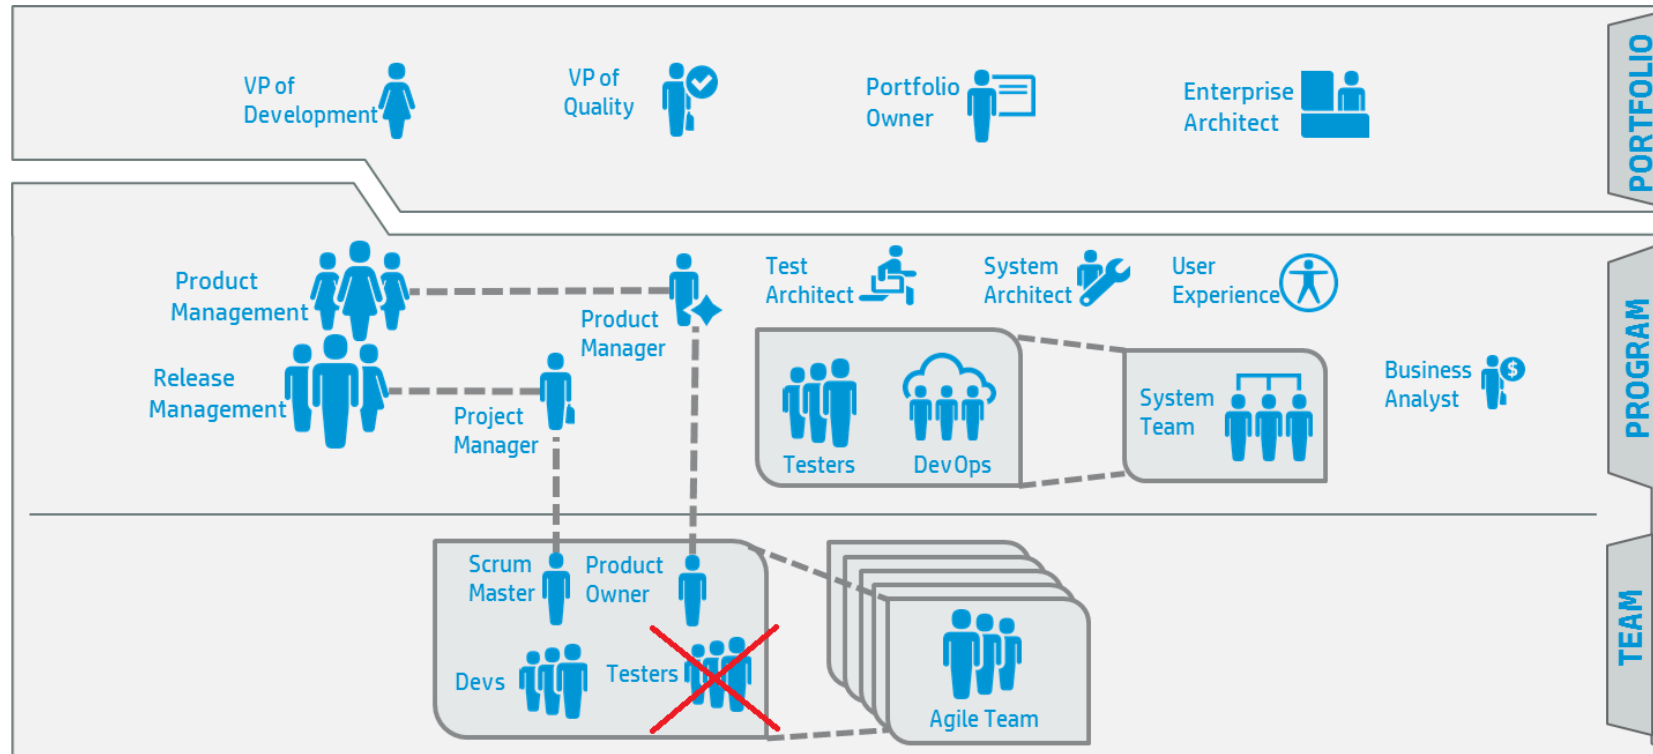 VP of
Development
VP of
Quality
Portfolio
Owner
Enterprise
Architect
PORTFOLIO
Product
Management
Product
Manager
Test
Architect
System
Architect
User
Experience
Release
Management
Project
Manager
Testers
DevOps
System
Team
Business
Analyst
$
PROGRAM
Scrum
Master
Product
Owner
Devs
Testers
Agile Team
TEAM